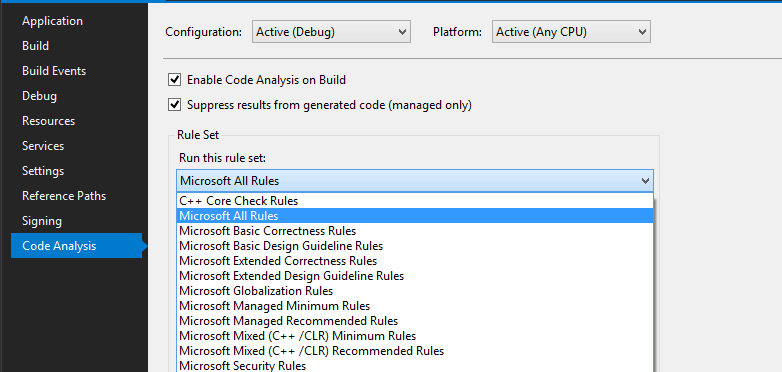 Application
Build
Build Events
Debug
Resources
Services
Settings
Reference Paths
Signing
Code Analysis
Configuration: Active (Debug) Platform: Active (Any CPU)
Enable Code Analysis on Build
Suppress results from generated code (managed only)
Rule Set
Run this rule set:
Microsoft All Rules
C++ Core Check Rules
Microsoft All Rules
Microsoft Basic Correctness Rules
Microsoft Basic Design Guideline Rules
Microsoft Extended Correctness Rules
Microsoft Extended Design Guideline Rules
Microsoft Globalization Rules
Microsoft Managed Minimum Rules
Microsoft Managed Recommended Rules
Microsoft Mixed (C++ /CLR) Minimum Rules
Microsoft Mixed (C++ /CLR) Recommended Rules
Microsoft Security Rules